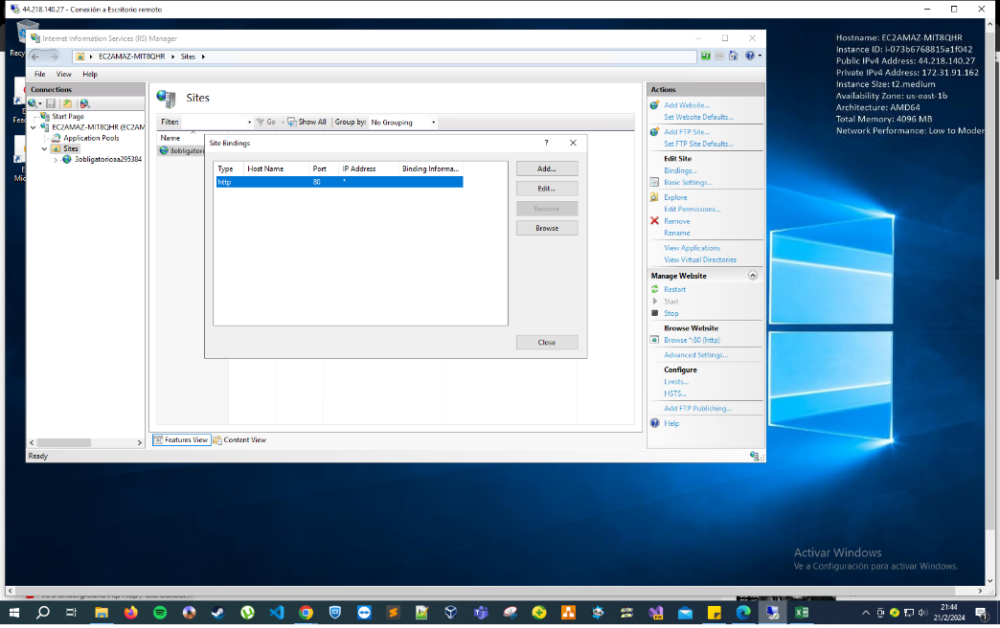 44.218.140.27 - Conexión a Escritorio remoto
Hostname: EC2AMAZ-MIT8QHR
Instance ID: i-073b6768815a1f042
Public IPv4 Address: 44.218.140.27
Private IPv4 Address: 172.31.91.162
Instance Size: t2.medium
Availability Zone: us-east-1b
Architecture: AMD64
Total Memory: 4096 MB
Network Performance: Low to Moder
Recy
E
Fee
E
Mic
Internet Information Services (IIS) Manager
EC2AMAZ-MIT8QHR
Sites
File View Help
Connections
Start Page
EC2AMAZ-MIT8QHR (EC2AM
Application Pools
Sites
3obligatorioaa295384
Sites
Filter: Go Show All Group by: No Grouping
Name
3obligatori
Site Bindings
?
Type Host Name Port IP Address Binding Informa...
http 80 *
Add...
Edit...
Remove
Browse
Close
Features View Content View
Ready
Actions
Add Website...
Set Website Defaults...
Add FTP Site...
Set FTP Site Defaults...
Edit Site
Bindings...
Basic Settings...
Explore
Edit Permissions...
Remove
Rename
View Applications
View Virtual Directories
Manage Website
Restart
Start
Stop
Browse Website
Browse *:80 (http)
Advanced Settings...
Configure
Limits...
HSTS...
Add FTP Publishing...
Help
Activar Windows
Ve a Configuración para activar Windows.
21:44
21/2/2024
1